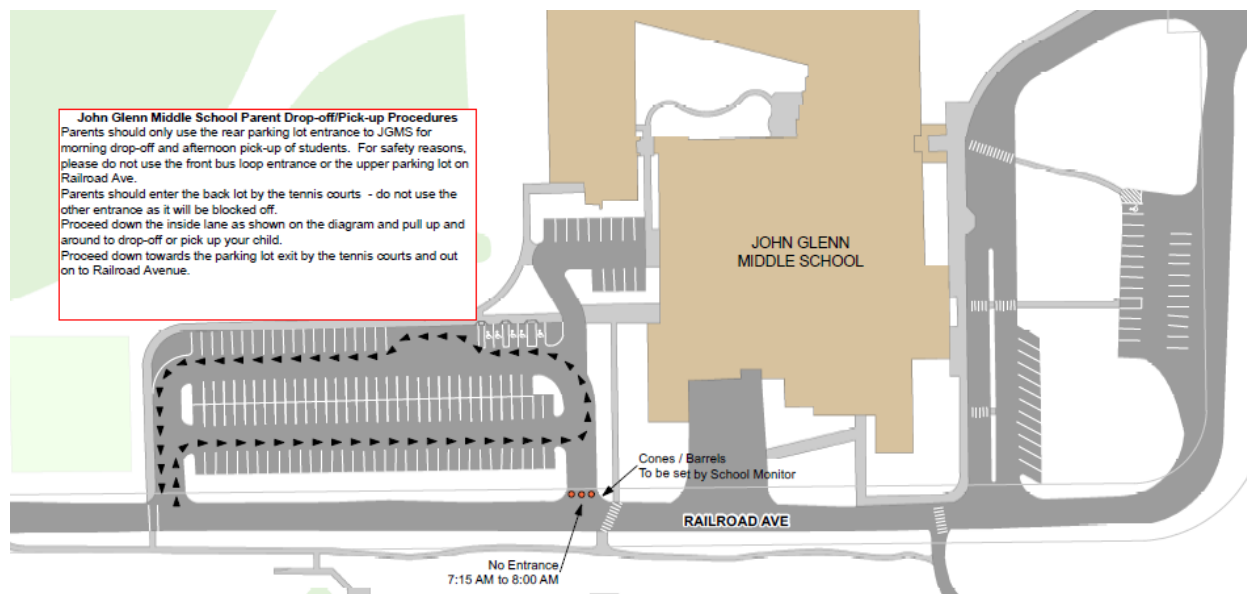 John Glenn Middle School Parent Drop-off/Pick-up Procedures
Parents should only use the rear parking lot entrance to JGMS for
morning drop-off and afternoon pick-up of students. For safety reasons,
please do not use the front bus loop entrance or the upper parking lot on
Railroad Ave.
Parents should enter the back lot by the tennis courts - do not use the
other entrance as it will be blocked off.
Proceed down the inside lane as shown on the diagram and pull up and
around to drop-off or pick up your child.
Proceed down towards the parking lot exit by the tennis courts and out
on to Railroad Avenue.
JOHN GLENN
MIDDLE SCHOOL
Cones / Barrels
To be set by School Monitor
RAILROAD AVE
No Entrance
7:15 AM to 8:00 AM